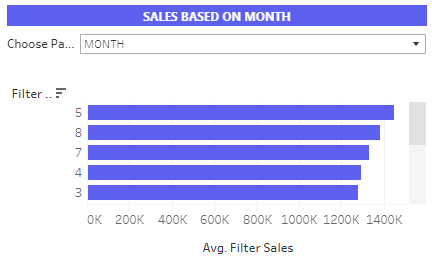 SALES BASED ON MONTH
Choose Pa... MONTH
Filter ..
5
8
7
4
3
0K 200K 400K 600K 800K 1000K 1200K 1400K
Avg. Filter Sales